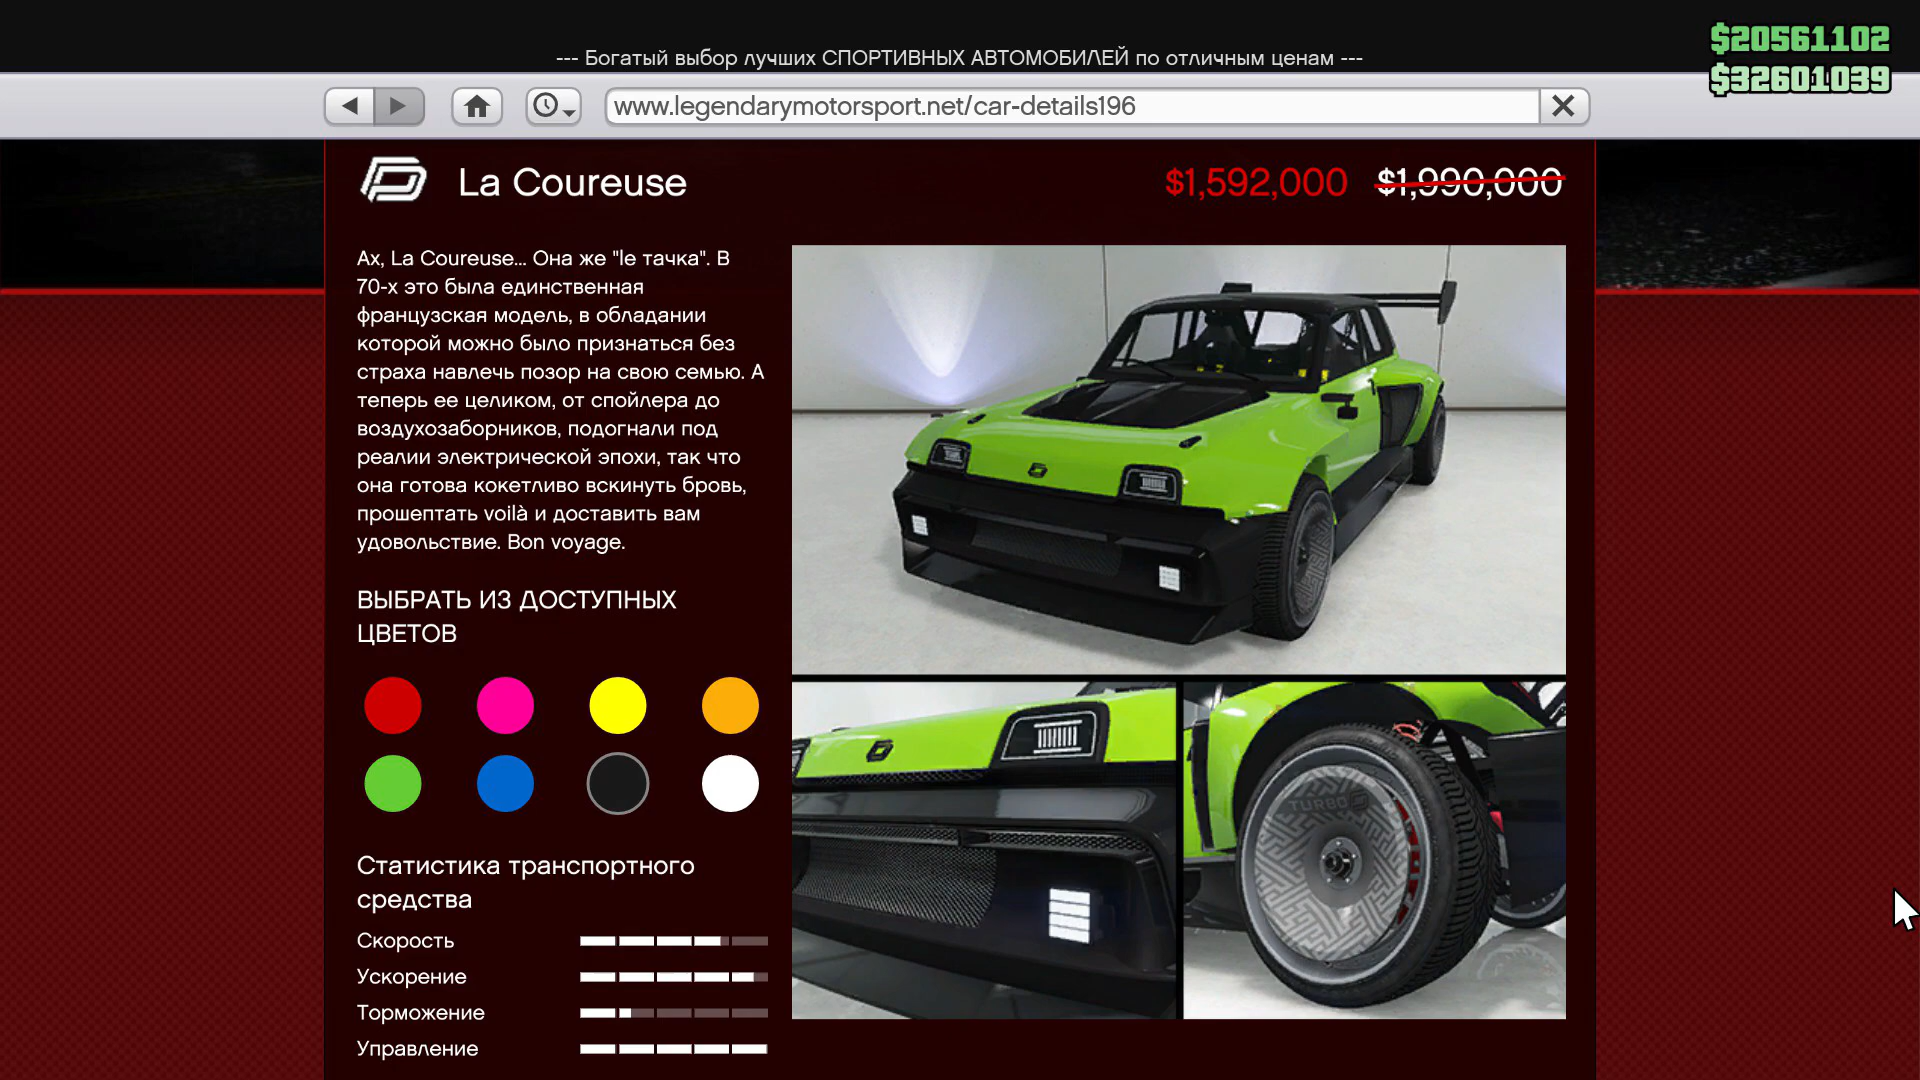 $20561102
--- Богатый выбор лучших СПОРТИВНЫХ АВТОМОБИЛЕЙ по отличным ценам ---
$32601039
www.legendarymotorsport.net/car-details196
La Coureuse
$1,592,000 $1,990,000
Ах, La Coureuse... Она же "le тачка". В
70-х это была единственная
французская модель, в обладании
которой можно было признаться без
страха навлечь позор на свою семью. А
теперь ее целиком, от спойлера до
воздухозаборников, подогнали под
реалии электрической эпохи, так что
она готова кокетливо вскинуть бровь,
прошептать voilà и доставить вам
удовольствие. Bon voyage.
ВЫБРАТЬ ИЗ ДОСТУПНЫХ
ЦВЕТОВ
TURBO
Статистика транспортного
средства
Скорость
Ускорение
Торможение
Управление